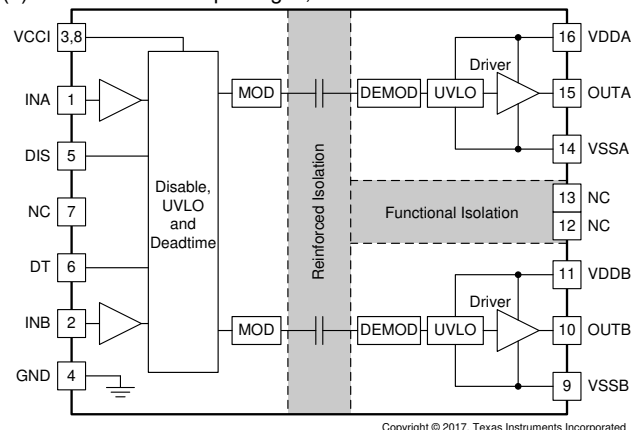 VCCI 3,8
INA 1
DIS 5
NC 7
DT 6
INB 2
GND 4
Disable,
UVLO
and
Deadtime
MOD
MOD
Reinforced Isolation
Functional Isolation
DEMOD UVLO
Driver
DEMOD UVLO
Driver
16 VDDA
15 OUTA
14 VSSA
13 NC
12 NC
11 VDDB
10 OUTB
9 VSSB
Copyright © 2017, Texas Instruments Incorporated